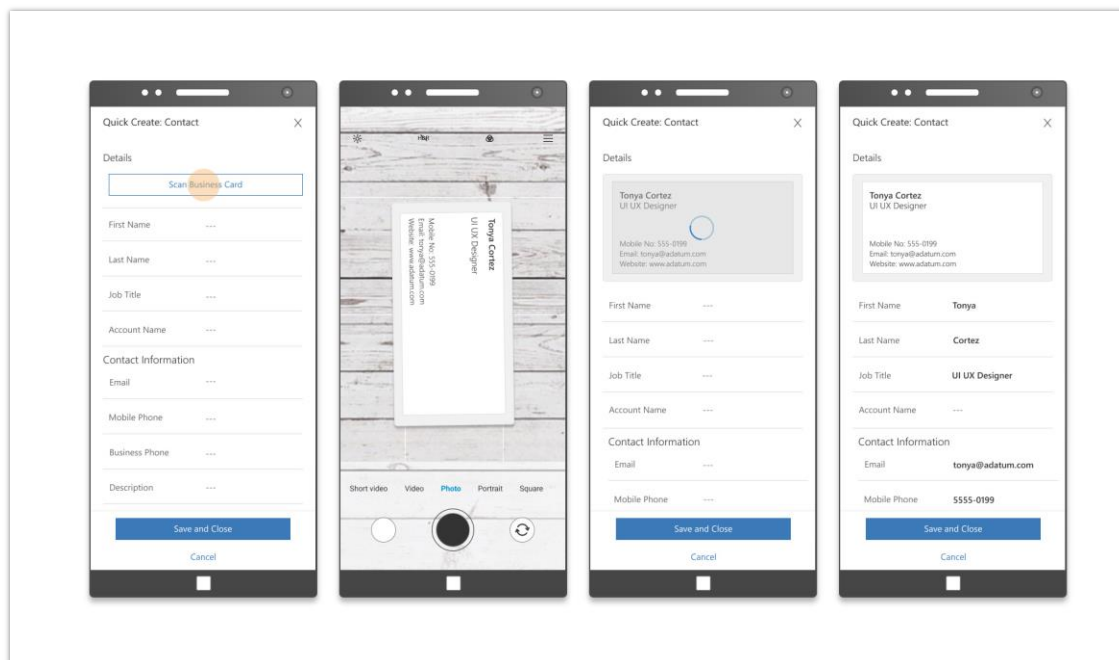 Quick Create: Contact X
Details
Scan Business Card
First Name ---
Last Name ---
Job Title ---
Account Name ---
Contact Information
Email ---
Mobile Phone ---
Business Phone ---
Description ---
Save and Close
Cancel
Tonya Cortez
UI UX Designer
Mobile No: 555-0199
Email: tonya@adatum.com
Website: www.adatum.com
Short video Video Photo Portrait Square
Quick Create: Contact X
Details
Tonya Cortez
UI UX Designer
Mobile No: 555-0199
Email: tonya@adatum.com
Website: www.adatum.com
First Name ---
Last Name ---
Job Title ---
Account Name ---
Contact Information
Email ---
Mobile Phone ---
Save and Close
Cancel
Quick Create: Contact X
Details
Tonya Cortez
UI UX Designer
Mobile No: 555-0199
Email: tonya@adatum.com
Website: www.adatum.com
First Name Tonya
Last Name Cortez
Job Title UI UX Designer
Account Name ---
Contact Information
Email tonya@adatum.com
Mobile Phone 5555-0199
Save and Close
Cancel